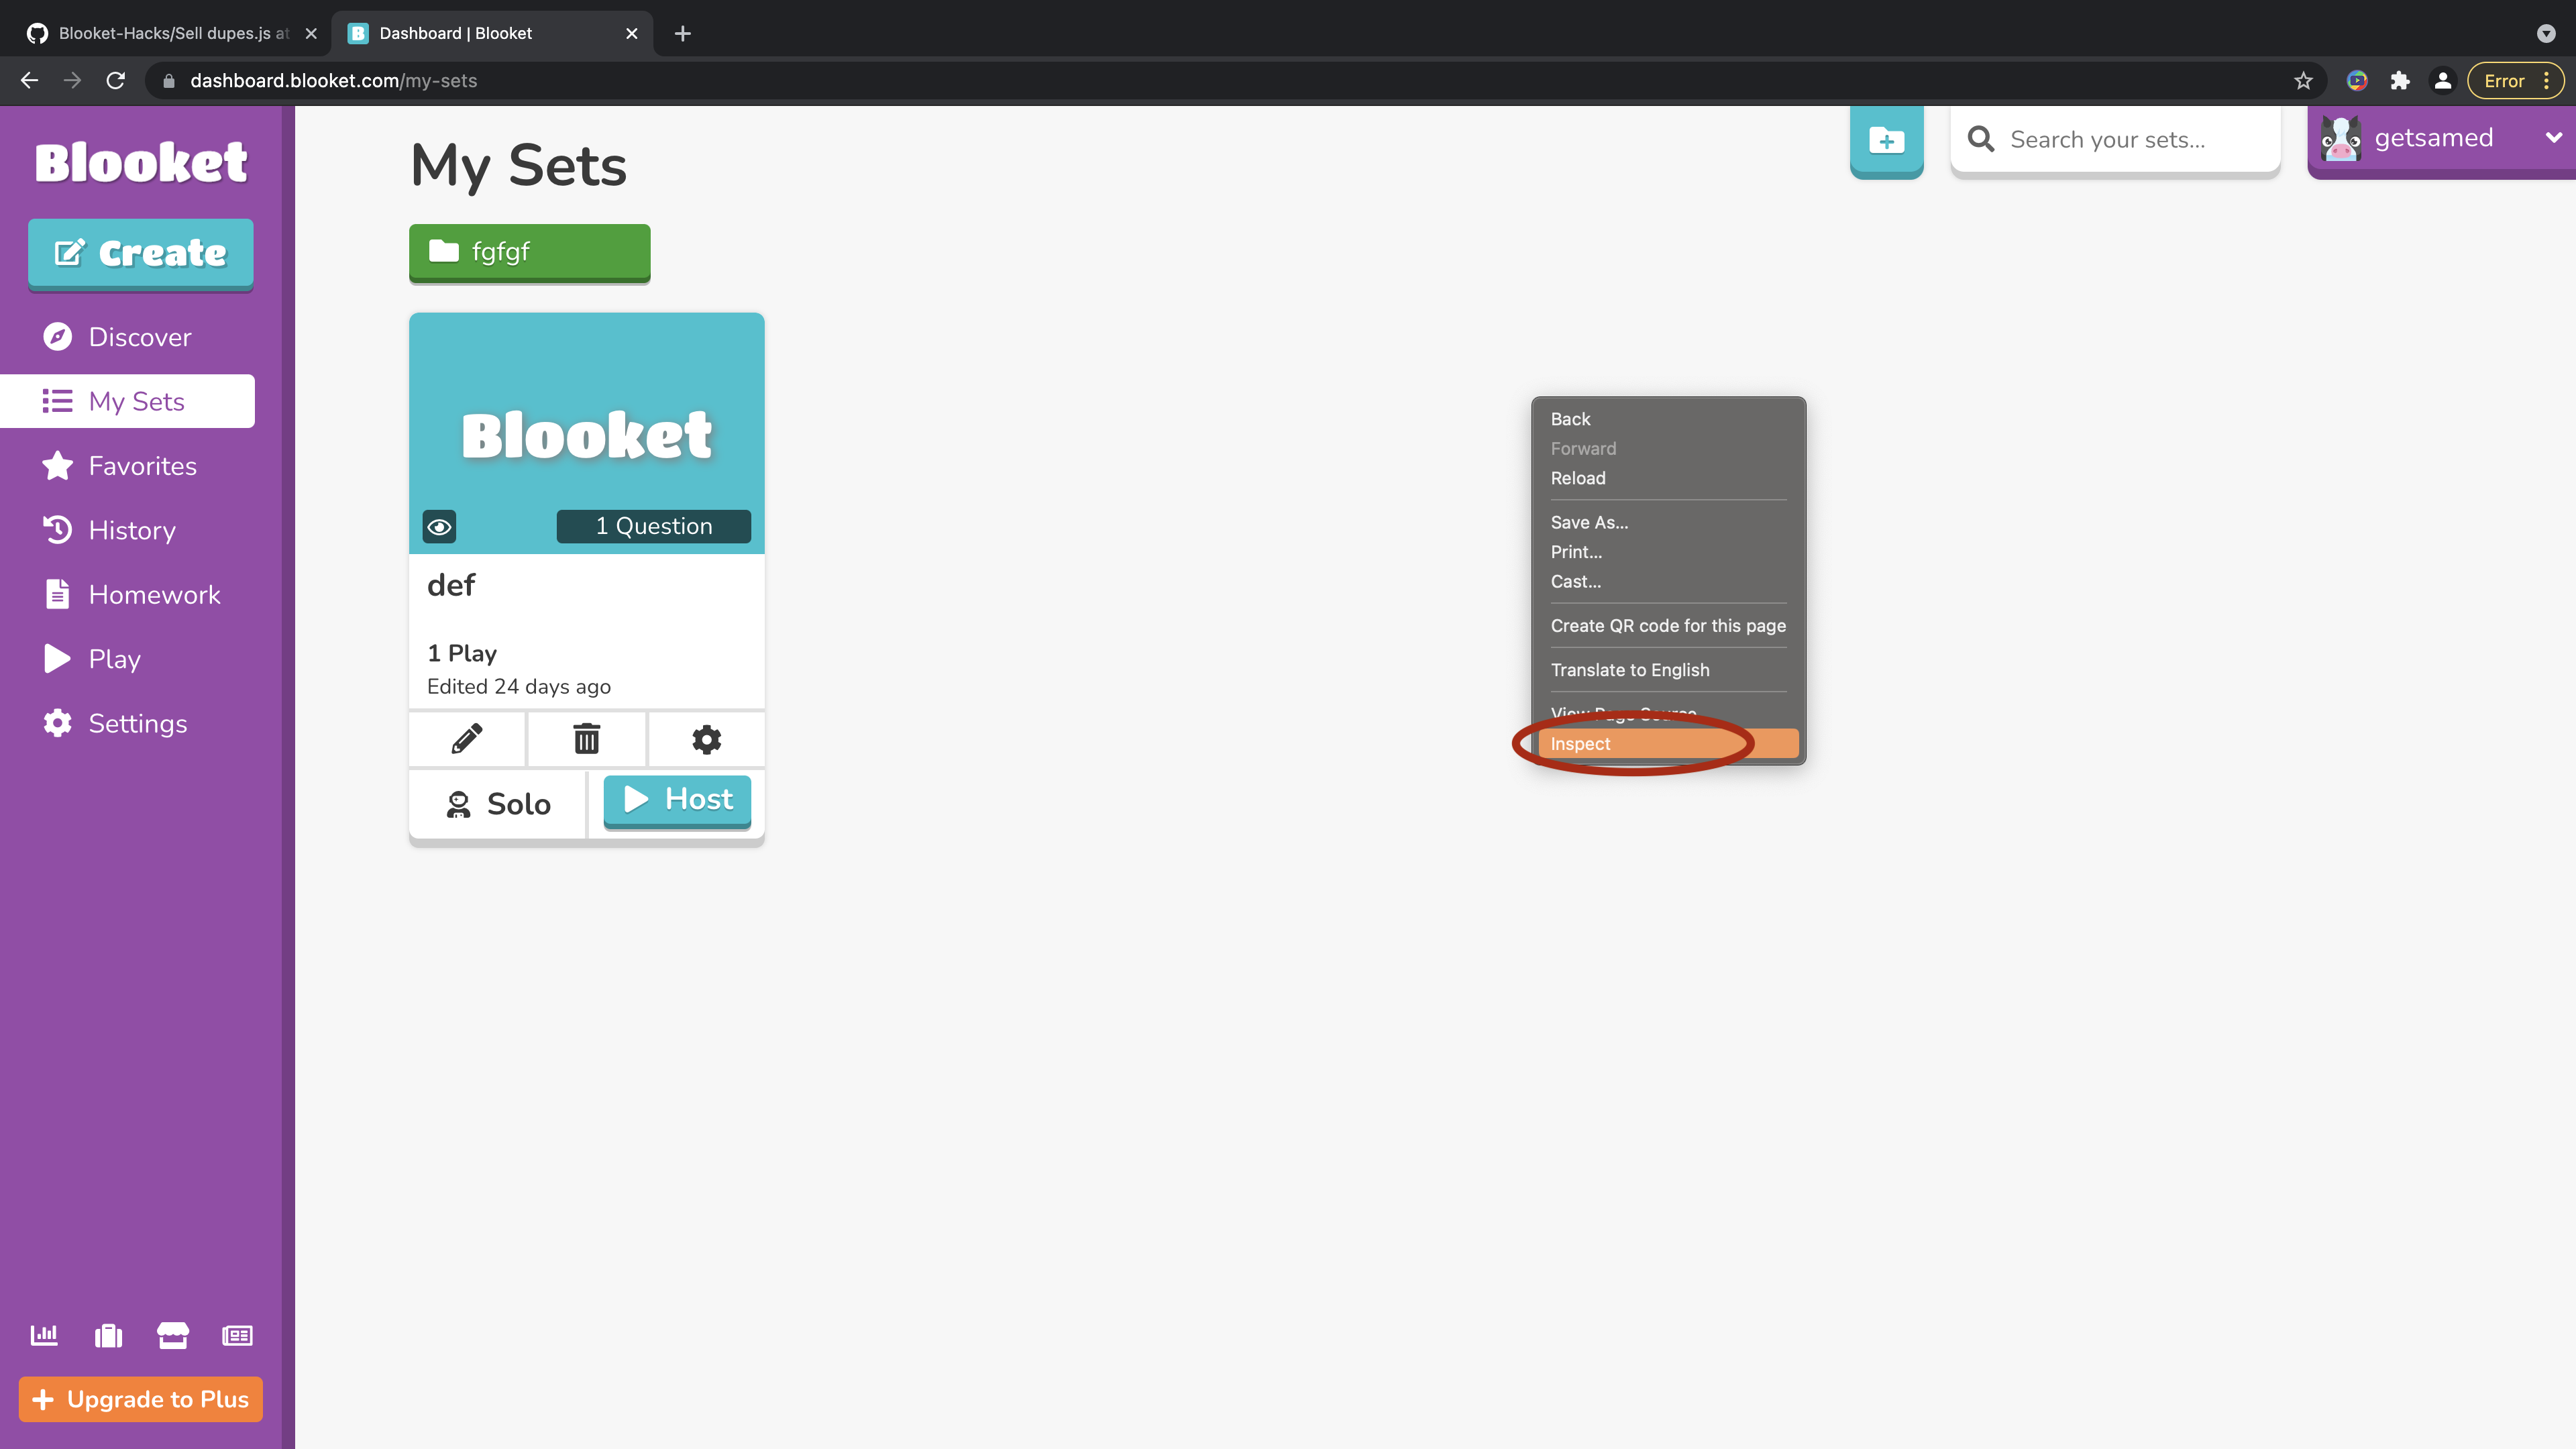 Blooket-Hacks/Sell dupes.js at
Dashboard | Blooket
dashboard.blooket.com/my-sets
Error
Blooket
Create
Discover
My Sets
Favorites
History
Homework
Play
Settings
Upgrade to Plus
My Sets
Search your sets...
getsamed
fgfgf
Blooket
1 Question
def
1 Play
Edited 24 days ago
Solo
Host
Back
Forward
Reload
Save As...
Print...
Cast...
Create QR code for this page
Translate to English
View Page Source
Inspect